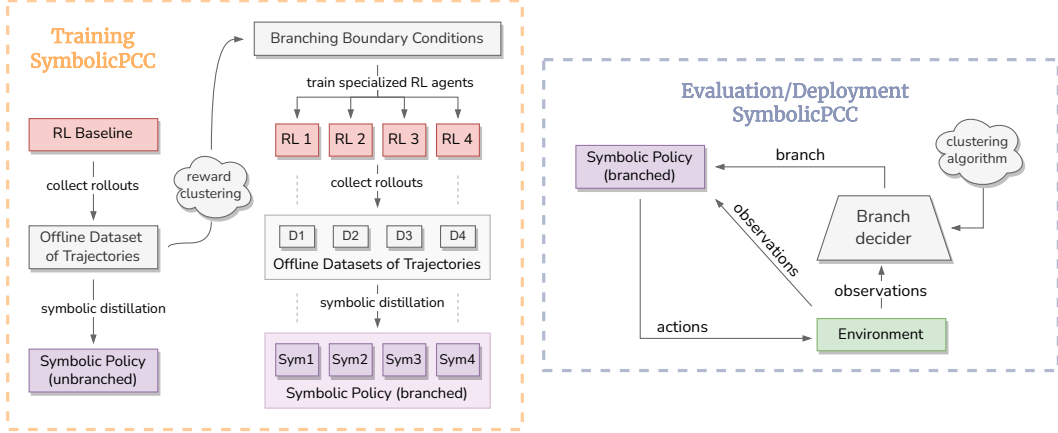 Training
SymbolicPCC
RL Baseline
collect rollouts
Offline Dataset
of Trajectories
symbolic distillation
Symbolic Policy
(unbranched)
reward
clustering
Branching Boundary Conditions
train specialized RL agents
RL 1
RL 2
RL 3
RL 4
collect rollouts
D1
D2
D3
D4
Offline Datasets of Trajectories
symbolic distillation
Sym1
Sym2
Sym3
Sym4
Symbolic Policy (branched)
Evaluation/Deployment
SymbolicPCC
Symbolic Policy
(branched)
branch
clustering
algorithm
Branch
decider
observations
observations
actions
Environment